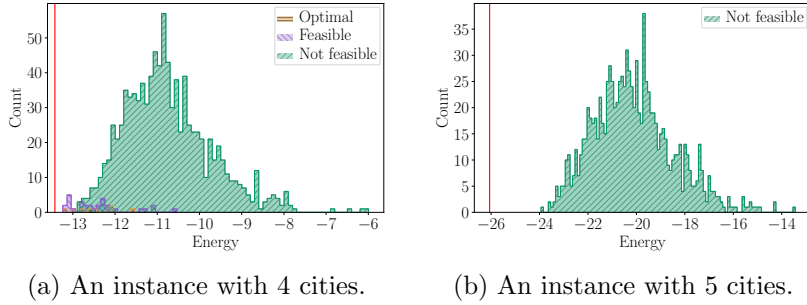 Optimal
Feasible
Not feasible
Count
50
40
30
20
10
0
−13
−12
−11
−10
−9
−8
−7
−6
Energy
(a) An instance with 4 cities.
Not feasible
Count
35
30
25
20
15
10
5
0
−26
−24
−22
−20
−18
−16
−14
Energy
(b) An instance with 5 cities.